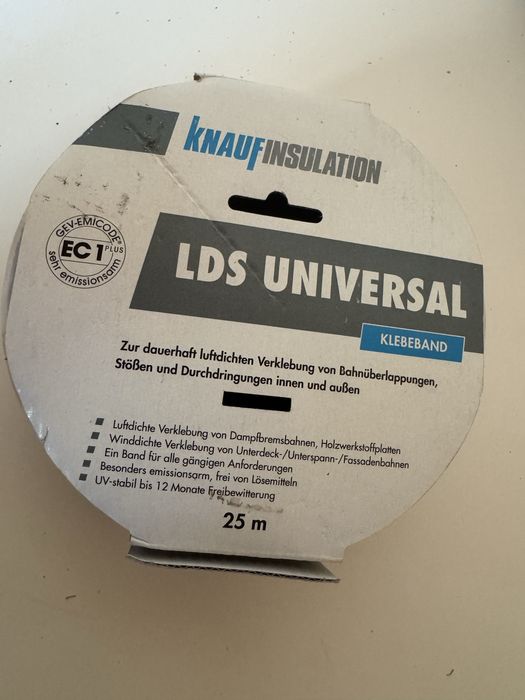 KNAUFINSULATION
GEV-EMICODE®
EC1 PLUS
sehr emissionsarm
LDS UNIVERSAL
KLEBEBAND
Zur dauerhaft luftdichten Verklebung von Bahnüberlappungen,
Stößen und Durchdringungen innen und außen
Luftdichte Verklebung von Dampfbremsbahnen, Holzwerkstoffplatten
Winddichte Verklebung von Unterdeck-/Unterspann-/Fassadenbahnen
Ein Band für alle gängigen Anforderungen
Besonders emissionsarm, frei von Lösemitteln
UV-stabil bis 12 Monate Freibewitterung
25 m